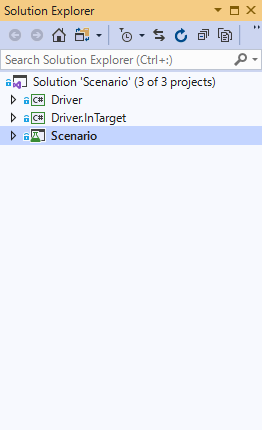 Solution Explorer
Search Solution Explorer (Ctrl+:)
Solution 'Scenario' (3 of 3 projects)
C# Driver
C# Driver.InTarget
Scenario